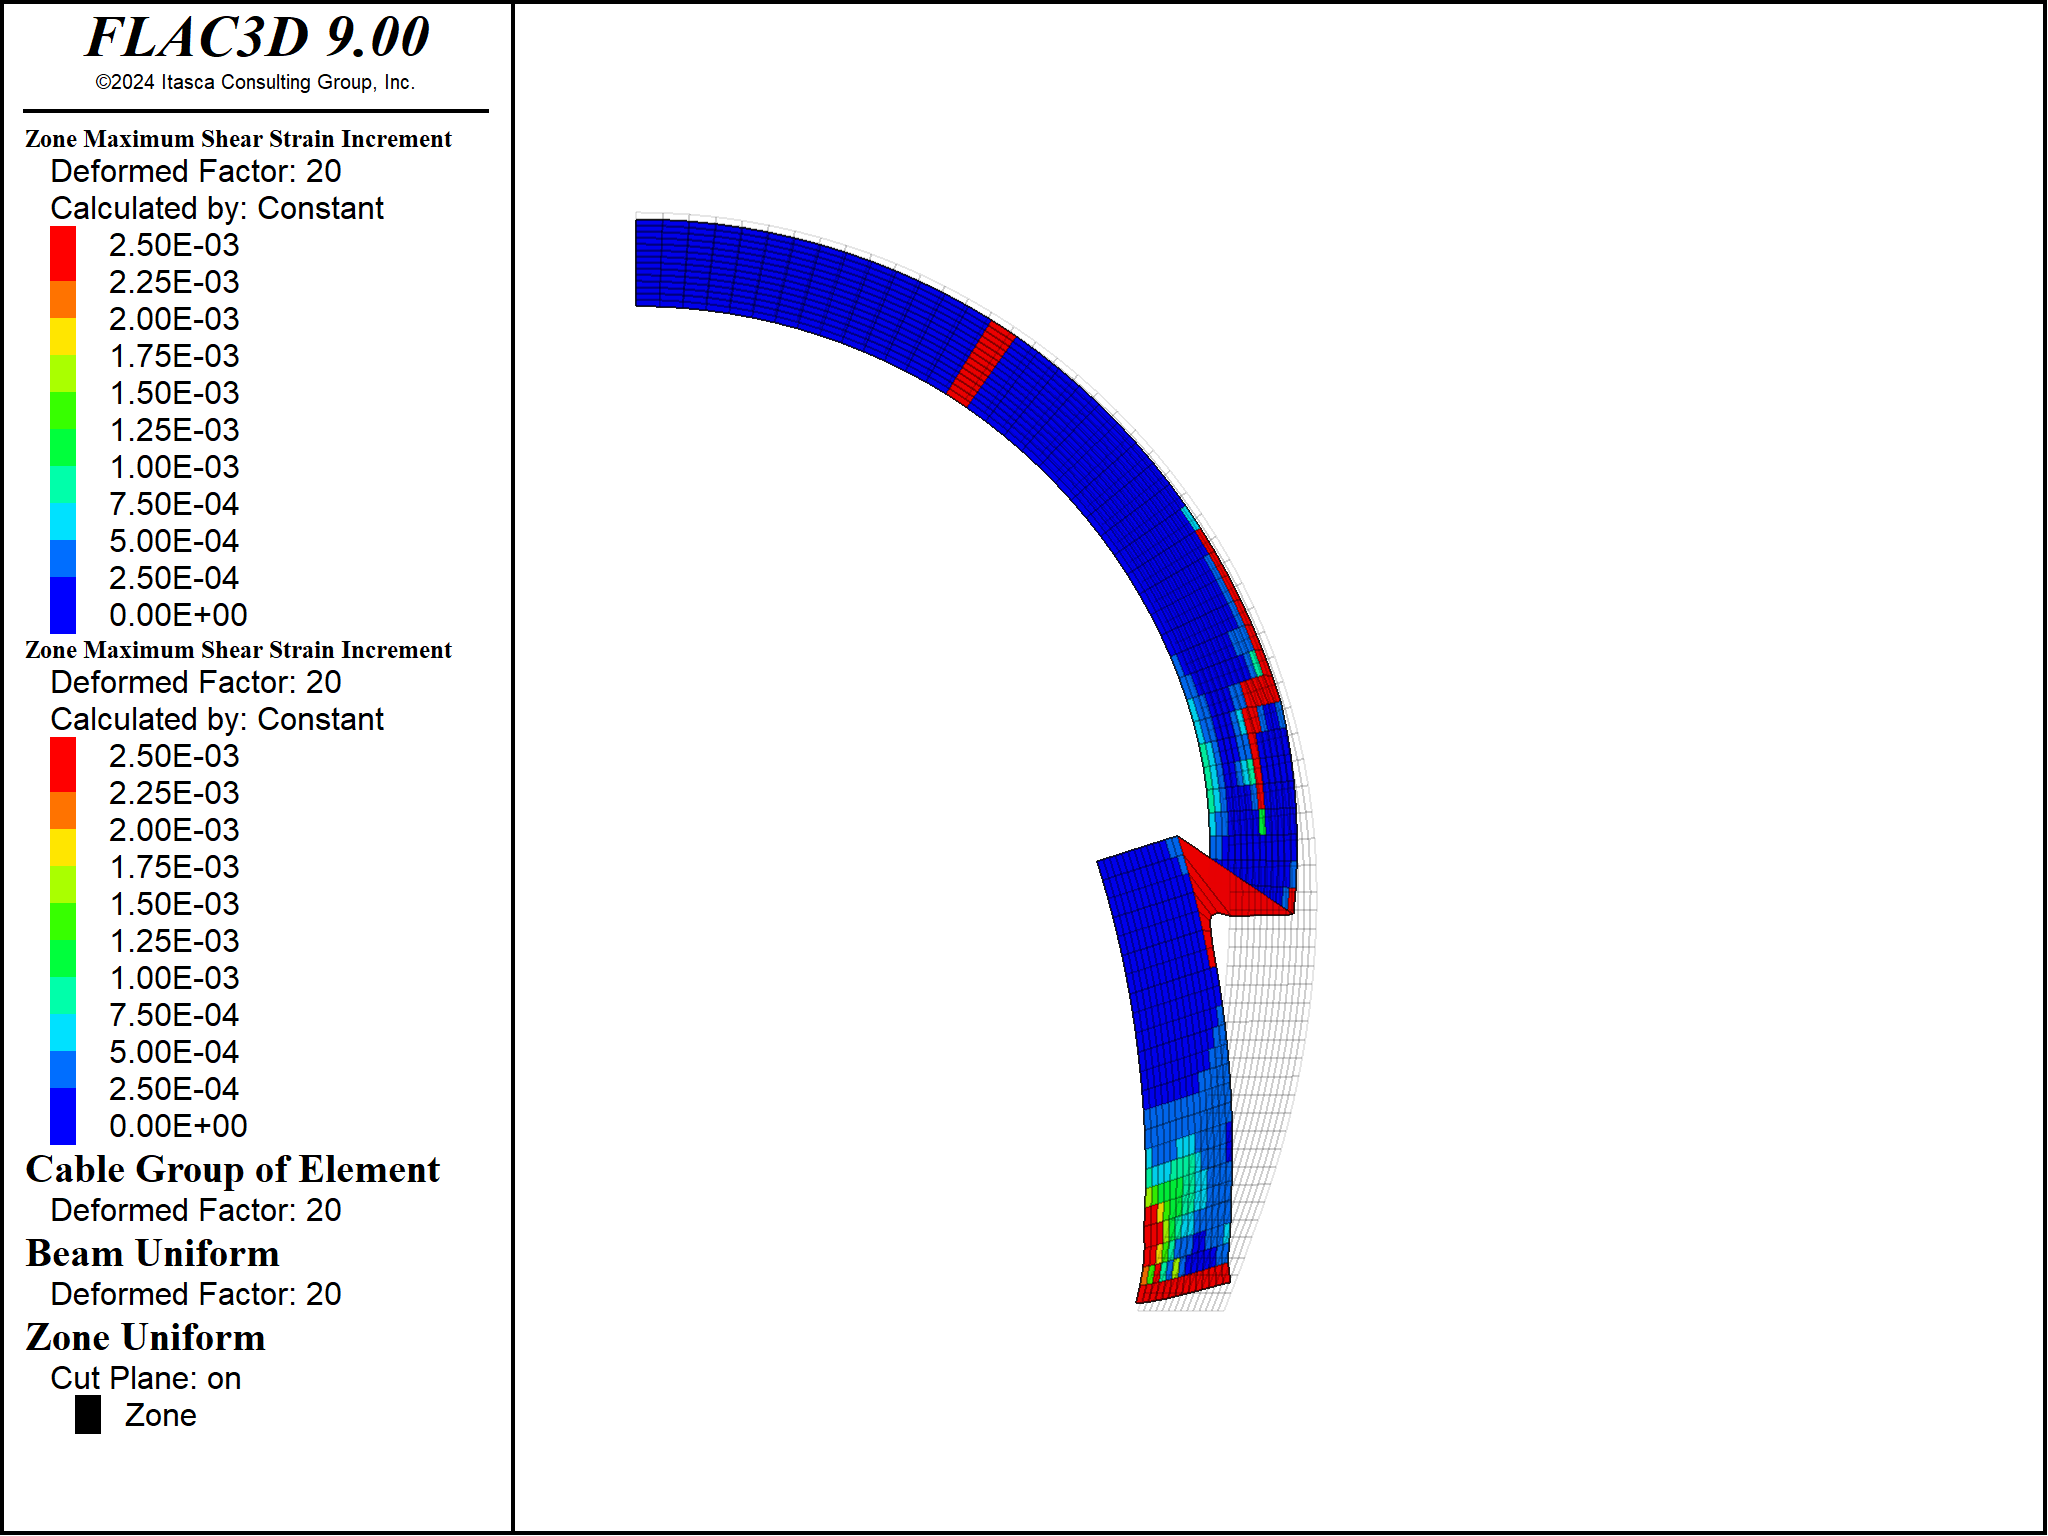 FLAC3D 9.00
©2024 Itasca Consulting Group, Inc.
Zone Maximum Shear Strain Increment
Deformed Factor: 20
Calculated by: Constant
2.50E-03
2.25E-03
2.00E-03
1.75E-03
1.50E-03
1.25E-03
1.00E-03
7.50E-04
5.00E-04
2.50E-04
0.00E+00
Zone Maximum Shear Strain Increment
Deformed Factor: 20
Calculated by: Constant
2.50E-03
2.25E-03
2.00E-03
1.75E-03
1.50E-03
1.25E-03
1.00E-03
7.50E-04
5.00E-04
2.50E-04
0.00E+00
Cable Group of Element
Deformed Factor: 20
Beam Uniform
Deformed Factor: 20
Zone Uniform
Cut Plane: on
Zone